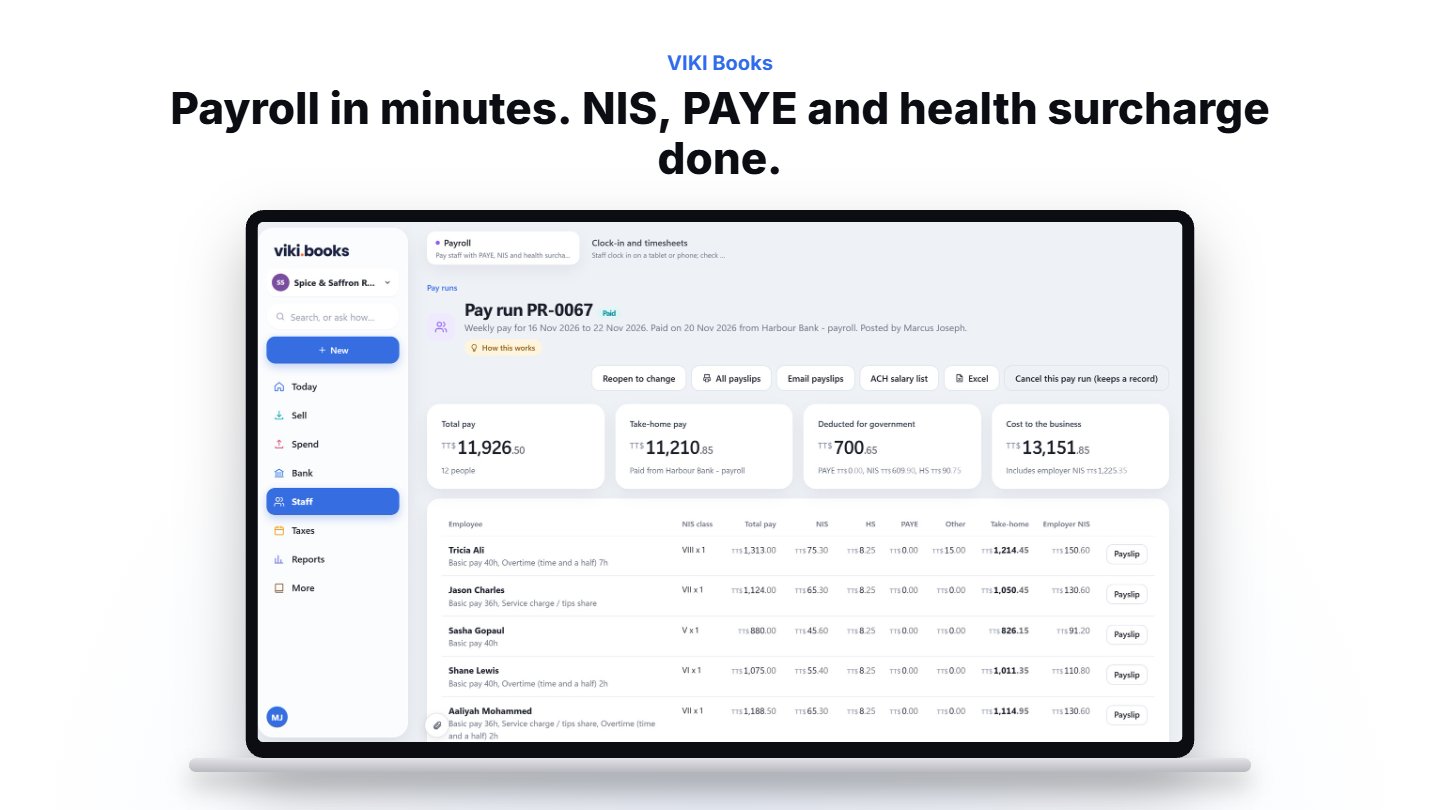 VIKI Books
Payroll in minutes. NIS, PAYE and health surcharge
done.
viki.books
SS Spice & Saffron R...
Search, or ask how...
+ New
Today
Sell
Spend
Bank
Staff
Taxes
Reports
More
MJ
Payroll
Pay staff with PAYE, NIS and health surcha...
Clock-in and timesheets
Staff clock in on a tablet or phone; check ...
Pay runs
Pay run PR-0067 Paid
Weekly pay for 16 Nov 2026 to 22 Nov 2026. Paid on 20 Nov 2026 from Harbour Bank - payroll. Posted by Marcus Joseph.
How this works
Reopen to change All payslips Email payslips ACH salary list Excel Cancel this pay run (keeps a record)
Total pay
TT$11,926.50
12 people
Take-home pay
TT$11,210.85
Paid from Harbour Bank - payroll
Deducted for government
TT$700.65
PAYE TT$0.00, NIS TT$609.90, HS TT$90.75
Cost to the business
TT$13,151.85
Includes employer NIS TT$1,225.35
Employee NIS class Total pay NIS HS PAYE Other Take-home Employer NIS
Tricia Ali VIII x 1 TT$1,313.00 TT$75.30 TT$8.25 TT$0.00 TT$15.00 TT$1,214.45 TT$150.60 Payslip
Basic pay 40h, Overtime (time and a half) 7h
Jason Charles VII x 1 TT$1,124.00 TT$65.30 TT$8.25 TT$0.00 TT$0.00 TT$1,050.45 TT$130.60 Payslip
Basic pay 36h, Service charge / tips share
Sasha Gopaul V x 1 TT$880.00 TT$45.60 TT$8.25 TT$0.00 TT$0.00 TT$826.15 TT$91.20 Payslip
Basic pay 40h
Shane Lewis VI x 1 TT$1,075.00 TT$55.40 TT$8.25 TT$0.00 TT$0.00 TT$1,011.35 TT$110.80 Payslip
Basic pay 40h, Overtime (time and a half) 2h
Aaliyah Mohammed VII x 1 TT$1,188.50 TT$65.30 TT$8.25 TT$0.00 TT$0.00 TT$1,114.95 TT$130.60 Payslip
Basic pay 36h, Service charge / tips share, Overtime (time
and a half) 2h